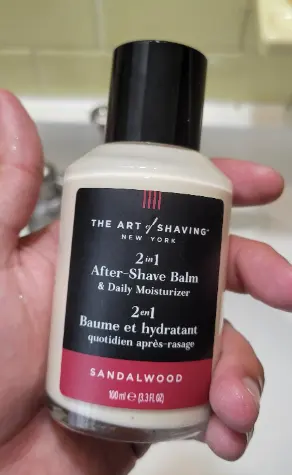 THE ART of SHAVING®
NEW YORK
2 in 1
After-Shave Balm
& Daily Moisturizer
2 en 1
Baume et hydratant
quotidien après-rasage
SANDALWOOD
100 ml ℮ (3.3 Fl OZ)